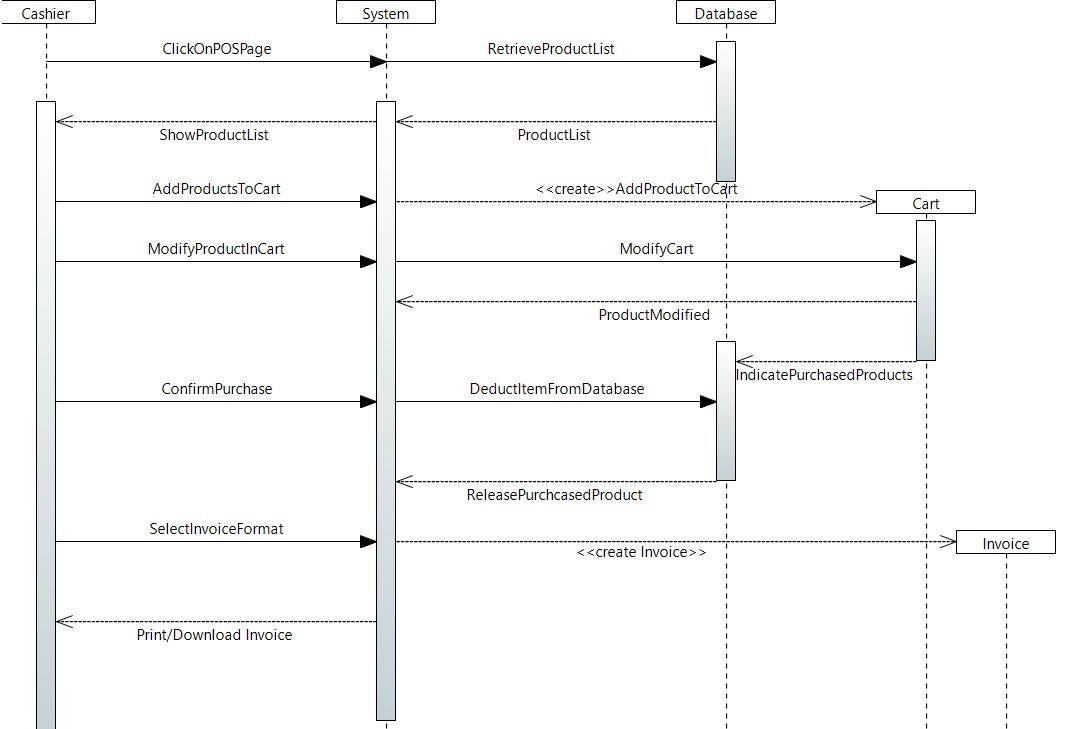 Cashier
System
Database
ClickOnPOSPage
RetrieveProductList
ShowProductList
ProductList
AddProductsToCart
<<create>>AddProductToCart
Cart
ModifyProductInCart
ModifyCart
ProductModified
IndicatePurchasedProducts
ConfirmPurchase
DeductItemFromDatabase
ReleasePurchcasedProduct
SelectInvoiceFormat
<<create Invoice>>
Invoice
Print/Download Invoice